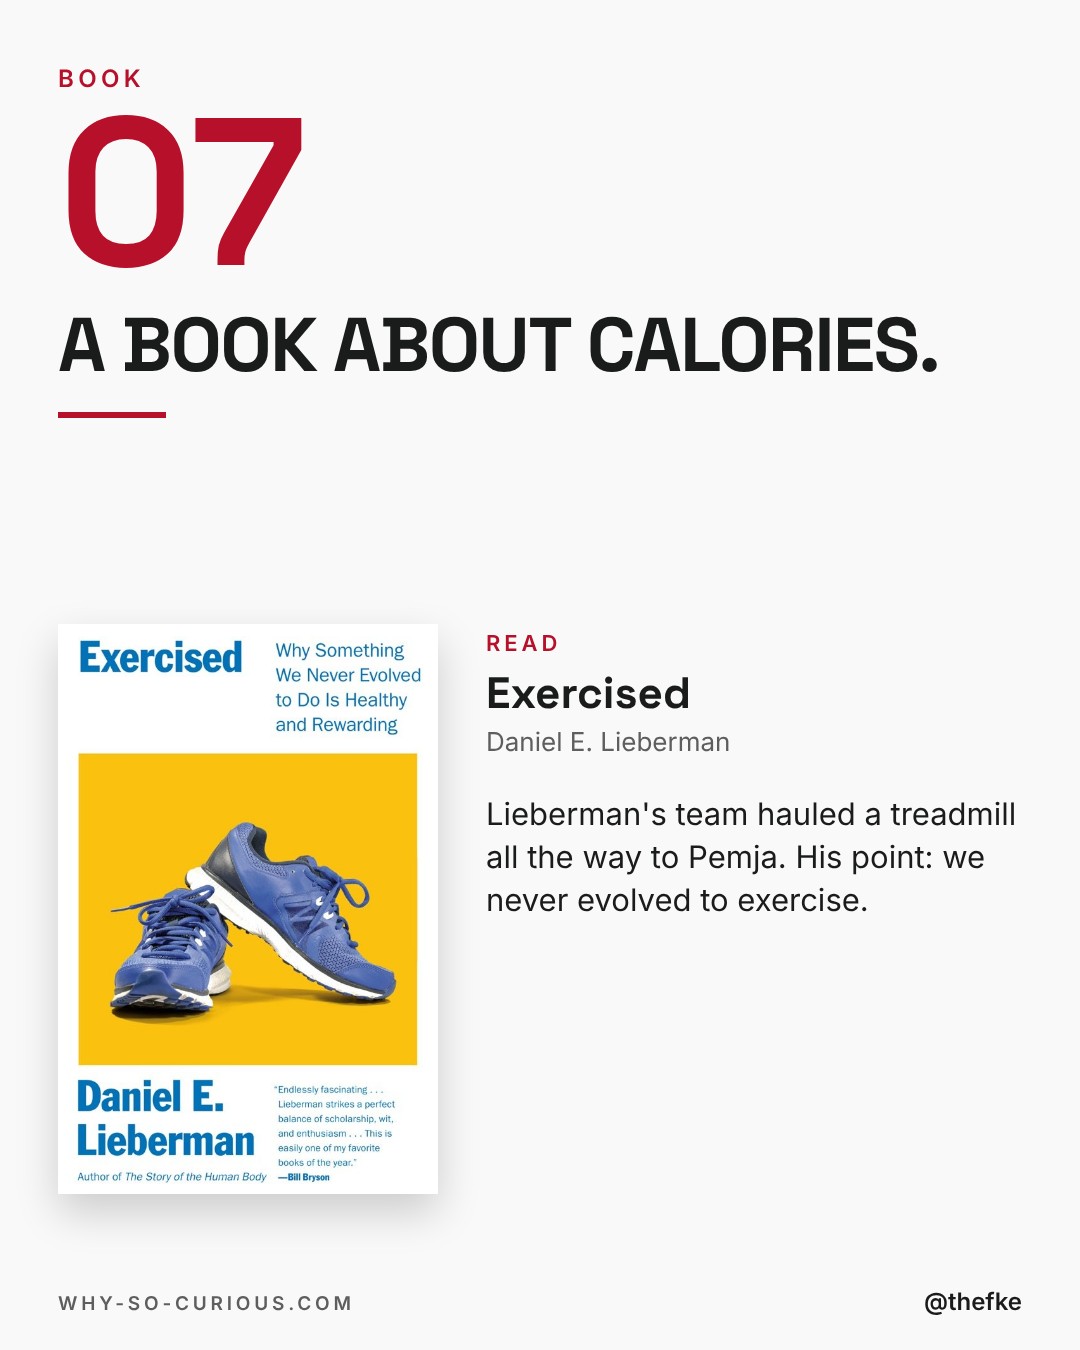 BOOK
07
A BOOK ABOUT CALORIES.
Exercised
Why Something
We Never Evolved
to Do Is Healthy
and Rewarding
Daniel E.
Lieberman
Author of The Story of the Human Body
“Endlessly fascinating . . .
Lieberman strikes a perfect
balance of scholarship, wit,
and enthusiasm . . . This is
easily one of my favorite
books of the year.”
—Bill Bryson
READ
Exercised
Daniel E. Lieberman
Lieberman's team hauled a treadmill
all the way to Pemja. His point: we
never evolved to exercise.
WHY-SO-CURIOUS.COM
@thefke